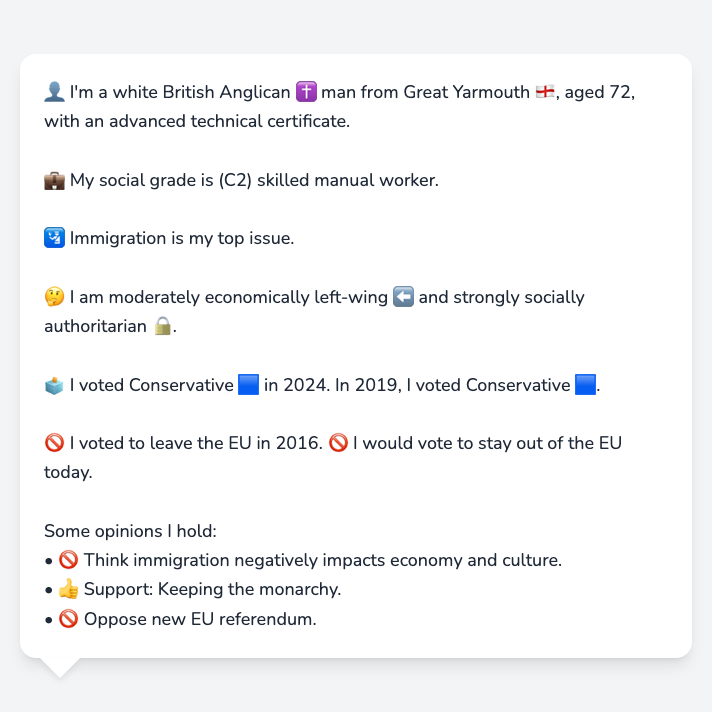 👤 I'm a white British Anglican ✝️ man from Great Yarmouth 🏴󠁧󠁢󠁥󠁮󠁧󠁿, aged 72,
with an advanced technical certificate.
💼 My social grade is (C2) skilled manual worker.
🛂 Immigration is my top issue.
🤔 I am moderately economically left-wing ⬅️ and strongly socially
authoritarian 🔒.
🗳️ I voted Conservative 🟦 in 2024. In 2019, I voted Conservative 🟦.
🚫 I voted to leave the EU in 2016. 🚫 I would vote to stay out of the EU
today.
Some opinions I hold:
• 🚫 Think immigration negatively impacts economy and culture.
• 👍 Support: Keeping the monarchy.
• 🚫 Oppose new EU referendum.